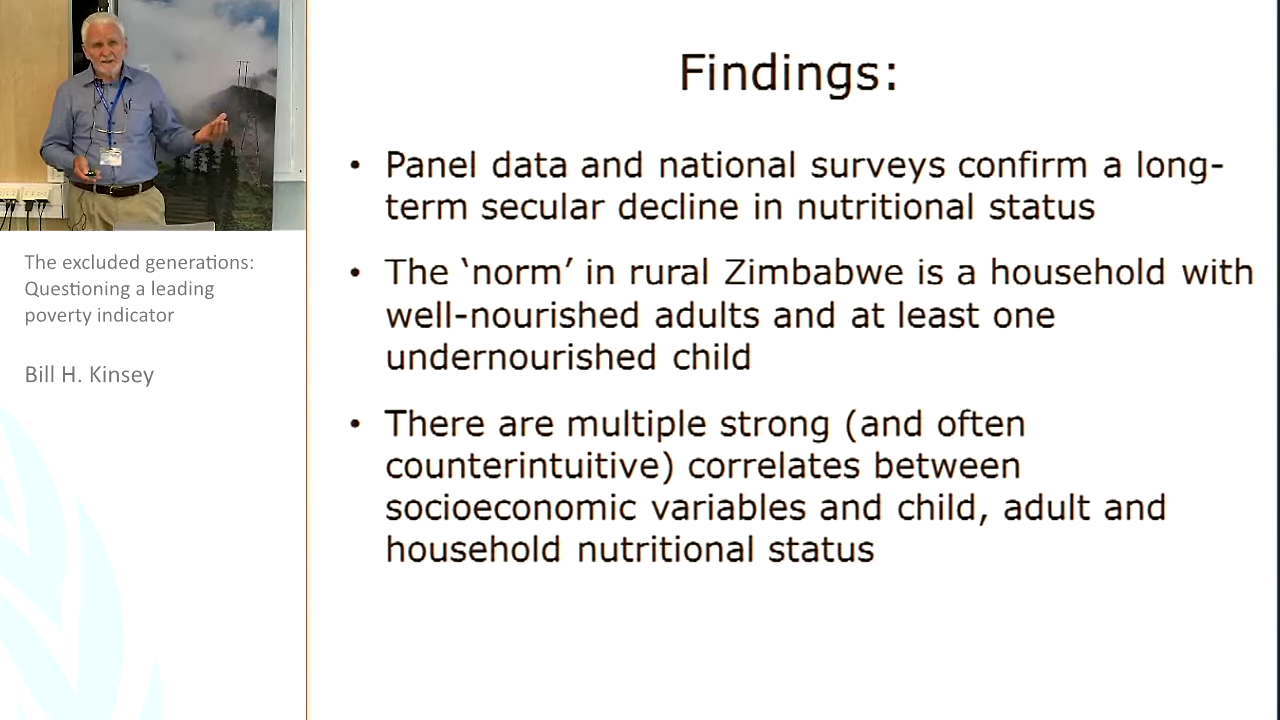 The excluded generations:
Questioning a leading
poverty indicator
Bill H. Kinsey
Findings:
• Panel data and national surveys confirm a long-
term secular decline in nutritional status
• The ‘norm’ in rural Zimbabwe is a household with
well-nourished adults and at least one
undernourished child
• There are multiple strong (and often
counterintuitive) correlates between
socioeconomic variables and child, adult and
household nutritional status